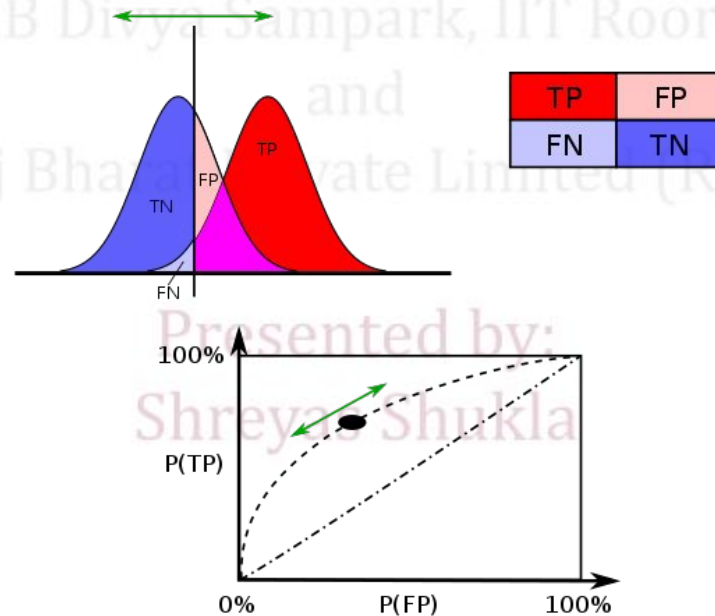 B Divya Sampark, IIT Roor
and
TP FP
FN TN
TP
FP
TN
FN
j Bhara vate Limited (R
Presented by:
Shreyas Shukla
100%
P(TP)
0% P(FP) 100%